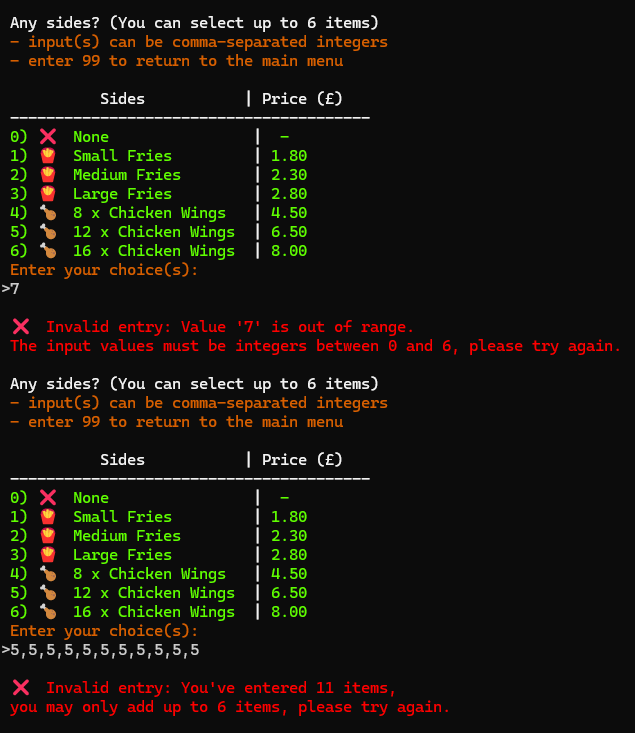 Any sides? (You can select up to 6 items)
- input(s) can be comma-separated integers
- enter 99 to return to the main menu
Sides | Price (£)
----------------------------------------
0) ❌ None | -
1) 🍟 Small Fries | 1.80
2) 🍟 Medium Fries | 2.30
3) 🍟 Large Fries | 2.80
4) 🍗 8 x Chicken Wings | 4.50
5) 🍗 12 x Chicken Wings | 6.50
6) 🍗 16 x Chicken Wings | 8.00
Enter your choice(s):
>7
❌ Invalid entry: Value '7' is out of range.
The input values must be integers between 0 and 6, please try again.
Any sides? (You can select up to 6 items)
- input(s) can be comma-separated integers
- enter 99 to return to the main menu
Sides | Price (£)
----------------------------------------
0) ❌ None | -
1) 🍟 Small Fries | 1.80
2) 🍟 Medium Fries | 2.30
3) 🍟 Large Fries | 2.80
4) 🍗 8 x Chicken Wings | 4.50
5) 🍗 12 x Chicken Wings | 6.50
6) 🍗 16 x Chicken Wings | 8.00
Enter your choice(s):
>5,5,5,5,5,5,5,5,5,5,5
❌ Invalid entry: You've entered 11 items,
you may only add up to 6 items, please try again.